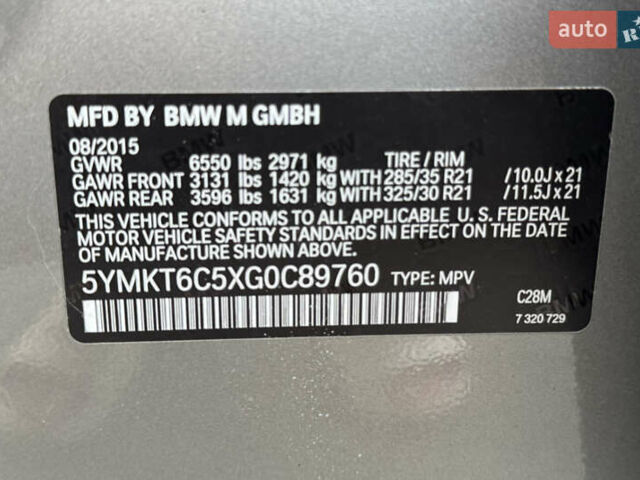 auto R
MFD BY BMW M GMBH
08/2015
GVWR 6550 lbs 2971 kg TIRE / RIM
GAWR FRONT 3131 lbs 1420 kg WITH 285/35 R21 /10.0J x 21
GAWR REAR 3596 lbs 1631 kg WITH 325/30 R21 /11.5J x 21
THIS VEHICLE CONFORMS TO ALL APPLICABLE U. S. FEDERAL
MOTOR VEHICLE SAFETY STANDARDS IN EFFECT ON THE DATE
OF MANUFACTURE SHOWN ABOVE.
5YMKT6C5XG0C89760 TYPE: MPV
C28M
7 320 729